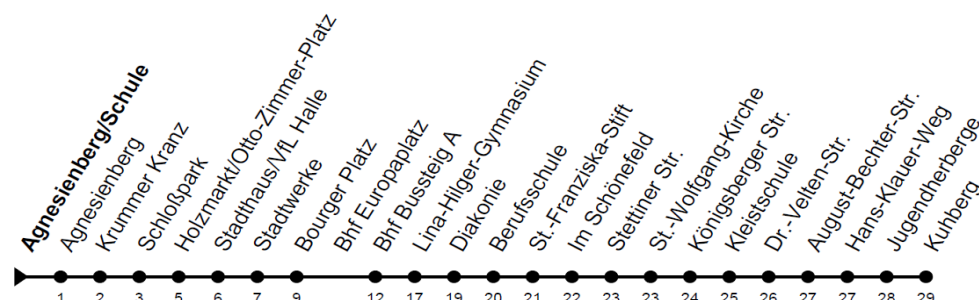 Agnesienberg/Schule
Agnesienberg
Krummer Kranz
Schloßpark
Holzmarkt/Otto-Zimmer-Platz
Stadthaus/VfL Halle
Stadtwerke
Bourger Platz
Bhf Europaplatz
Bhf Bussteig A
Lina-Hilger-Gymnasium
Diakonie
Berufsschule
St.-Franziska-Stift
Im Schönefeld
Stettiner Str.
St.-Wolfgang-Kirche
Königsberger Str.
Kleistschule
Dr.-Velten-Str.
August-Bechter-Str.
Hans-Klauer-Weg
Jugendherberge
Kuhberg
1 2 3 5 6 7 9 12 17 19 20 21 22 23 23 24 25 26 27 27 28 29